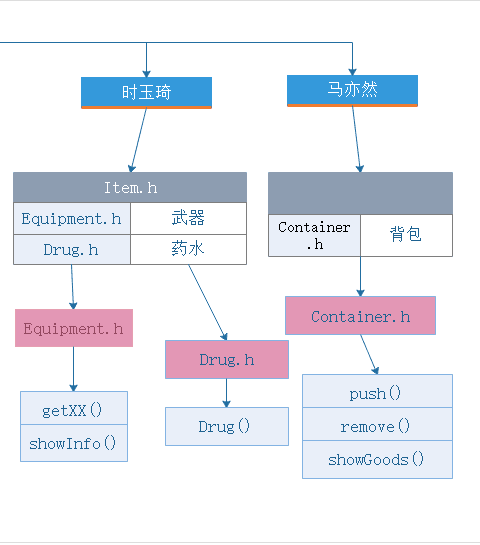 时玉琦
马亦然
Item.h
Equipment.h
武器
Drug.h
药水
Container
.h
背包
Equipment.h
Container.h
Drug.h
getXX()
showInfo()
Drug()
push()
remove()
showGoods()